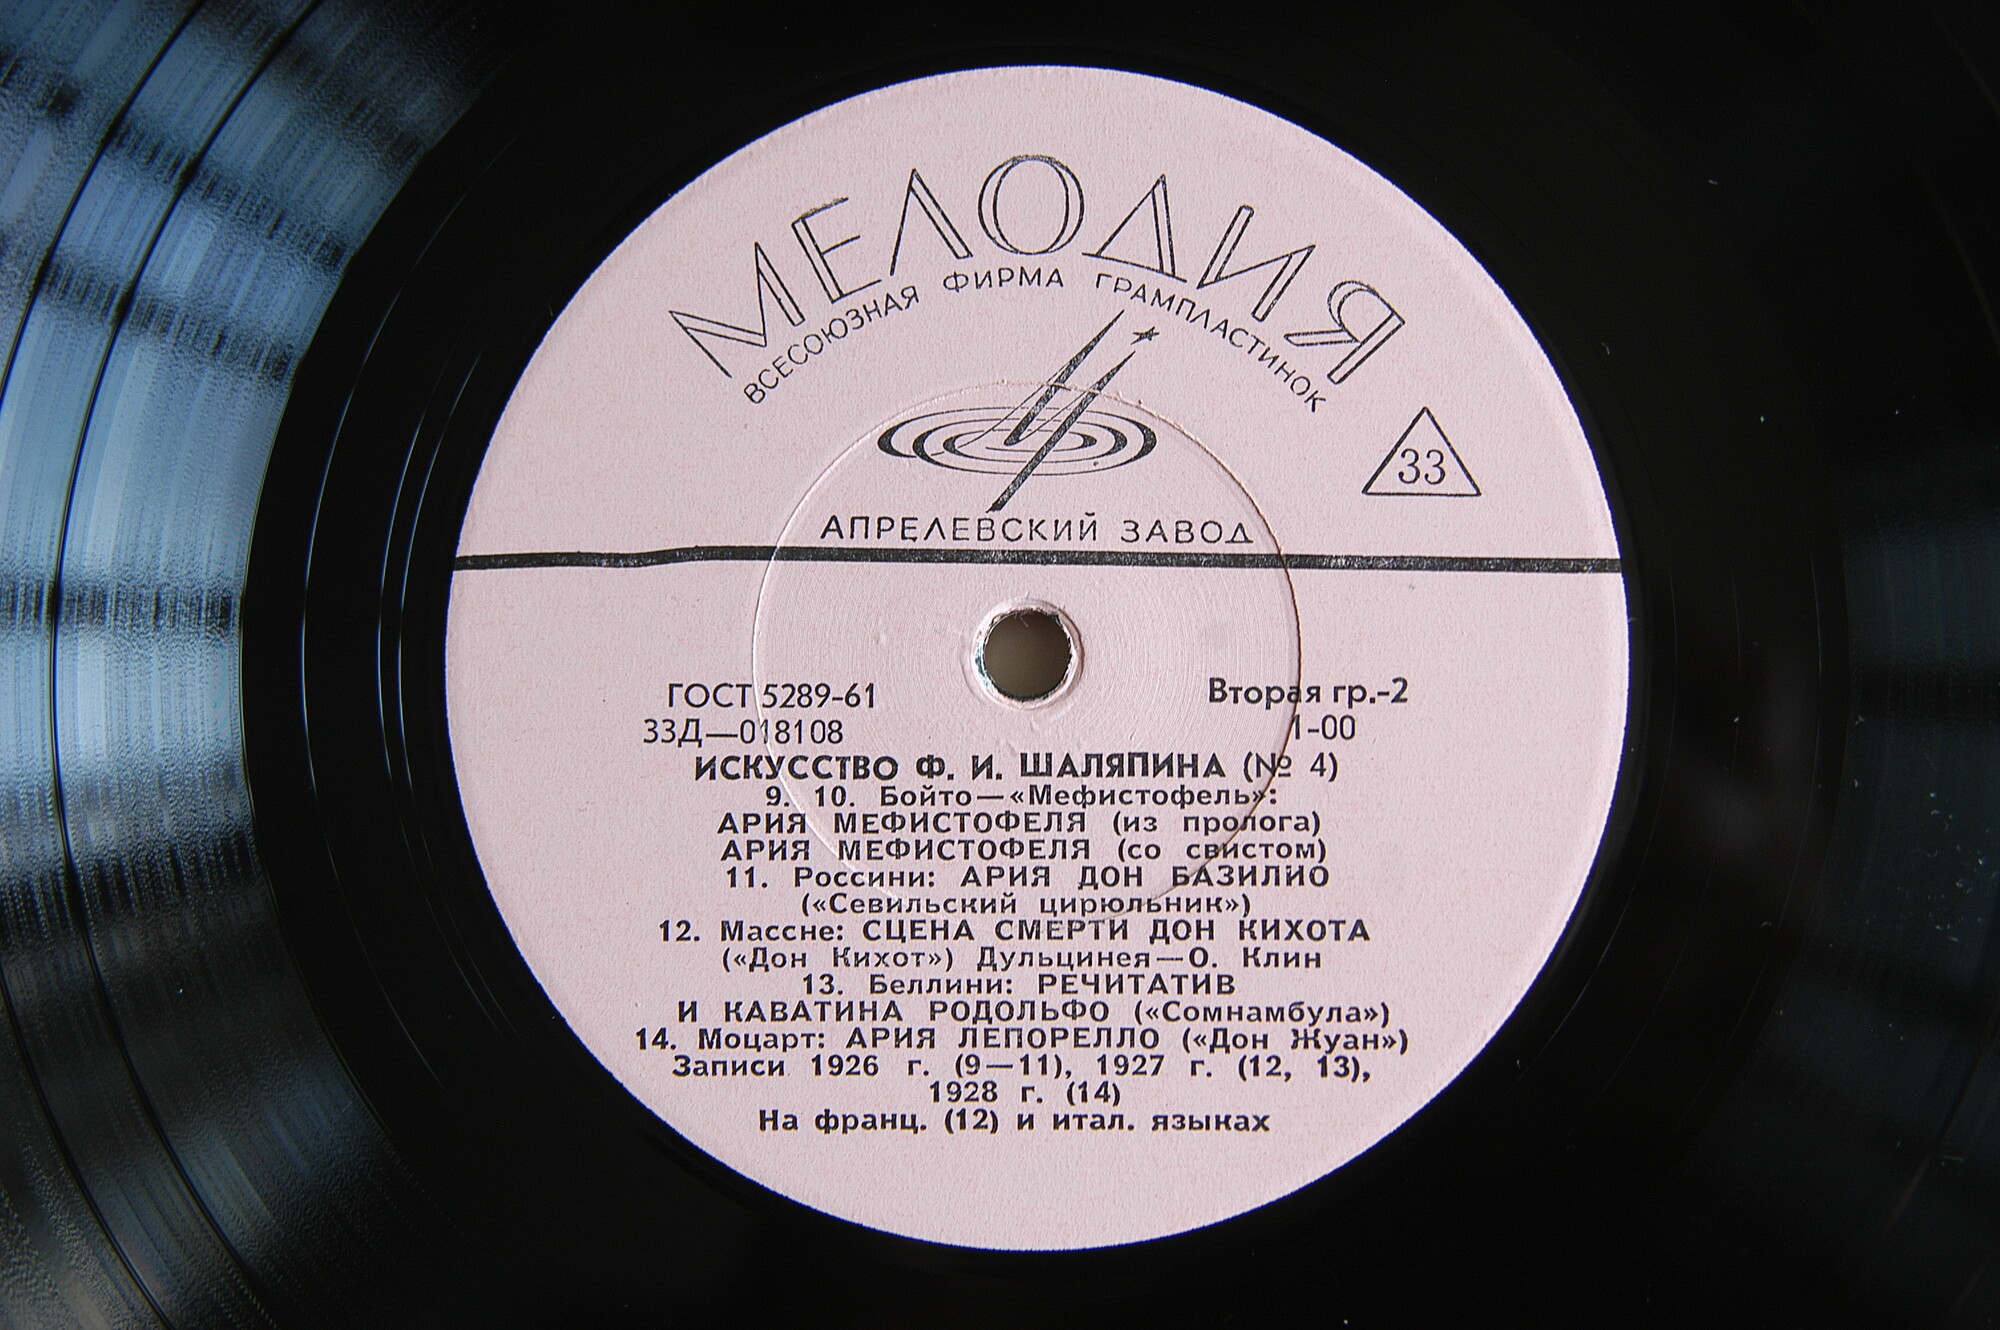 МЕЛОДИЯ
ВСЕСОЮЗНАЯ ФИРМА ГРАМПЛАСТИНОК
33
АПРЕЛЕВСКИЙ ЗАВОД
ГОСТ 5289-61
Вторая гр.-2
33Д—018108
1-00
ИСКУССТВО Ф. И. ШАЛЯПИНА (№ 4)
9. 10. Бойто—«Мефистофель»:
АРИЯ МЕФИСТОФЕЛЯ (из пролога)
АРИЯ МЕФИСТОФЕЛЯ (со свистом)
11. Россини: АРИЯ ДОН БАЗИЛИО
(«Севильский цирюльник»)
12. Массне: СЦЕНА СМЕРТИ ДОН КИХОТА
(«Дон Кихот») Дульцинея—О. Клин
13. Беллини: РЕЧИТАТИВ
И КАВАТИНА РОДОЛЬФО («Сомнамбула»)
14. Моцарт: АРИЯ ЛЕПОРЕЛЛО («Дон Жуан»)
Записи 1926 г. (9—11), 1927 г. (12, 13),
1928 г. (14)
На франц. (12) и итал. языках